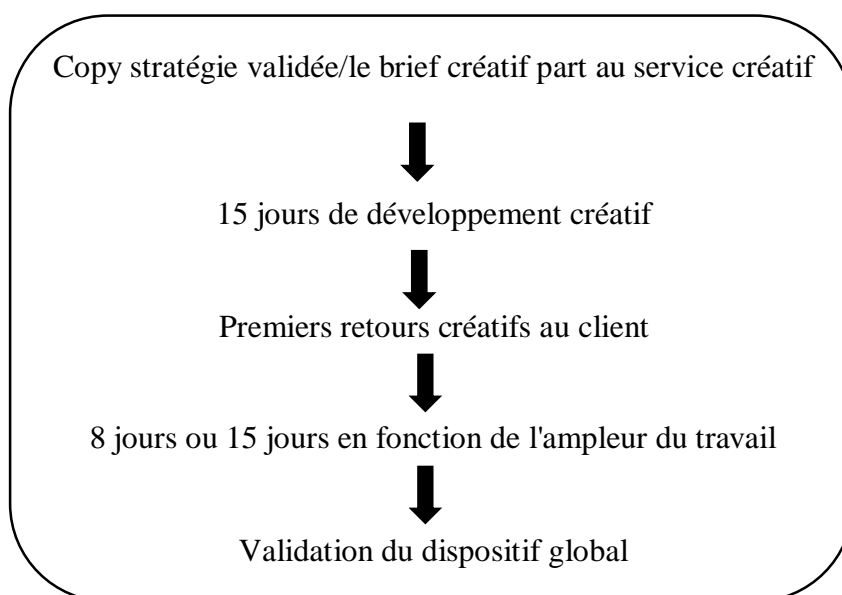 Copy stratégie validée/le brief créatif part au service créatif
15 jours de développement créatif
Premiers retours créatifs au client
8 jours ou 15 jours en fonction de l'ampleur du travail
Validation du dispositif global